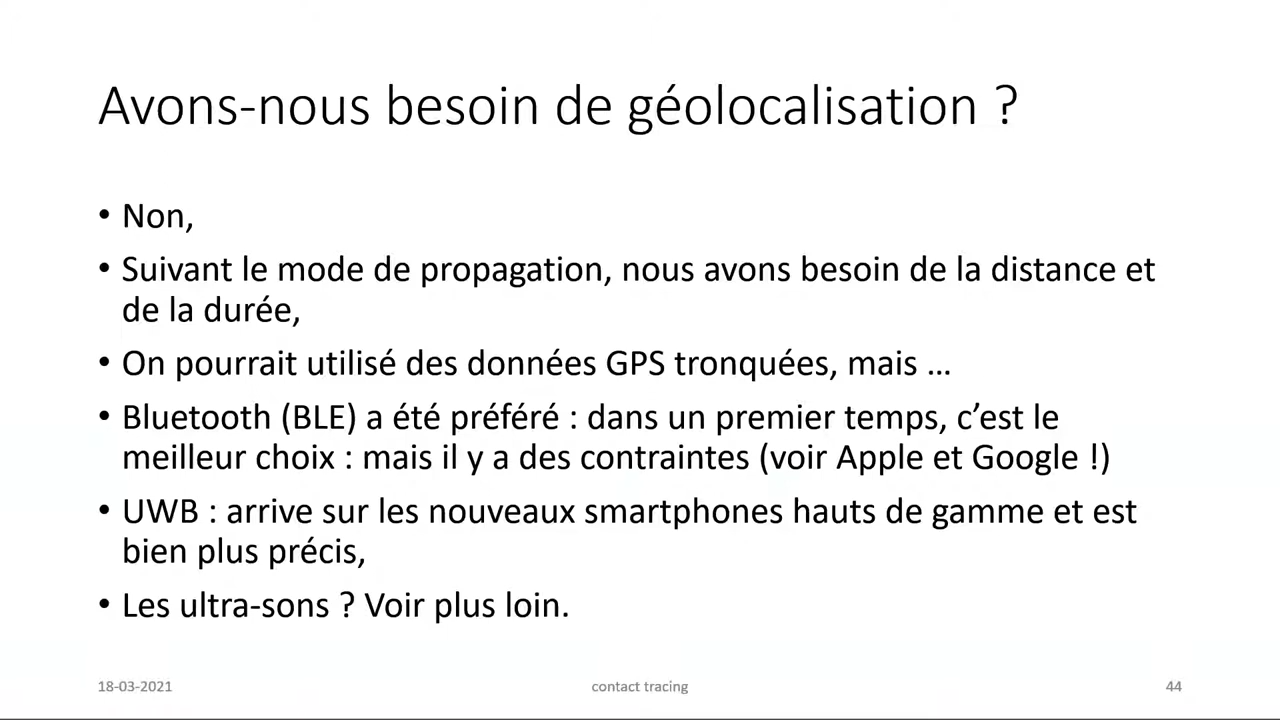 Avons-nous besoin de géolocalisation ?
• Non,
• Suivant le mode de propagation, nous avons besoin de la distance et
de la durée,
• On pourrait utilisé des données GPS tronquées, mais …
• Bluetooth (BLE) a été préféré : dans un premier temps, c’est le
meilleur choix : mais il y a des contraintes (voir Apple et Google !)
• UWB : arrive sur les nouveaux smartphones hauts de gamme et est
bien plus précis,
• Les ultra-sons ? Voir plus loin.
18-03-2021
contact tracing
44